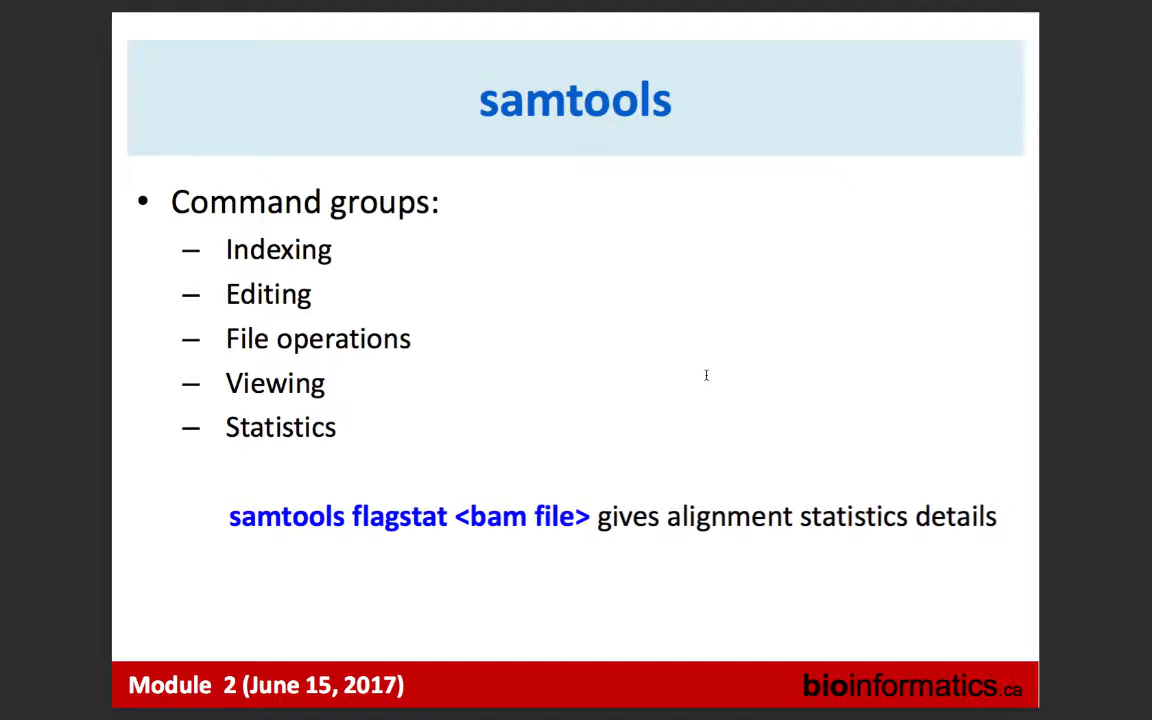 samtools
• Command groups:
– Indexing
– Editing
– File operations
– Viewing
– Statistics
samtools flagstat <bam file> gives alignment statistics details
Module 2 (June 15, 2017)
bioinformatics.ca